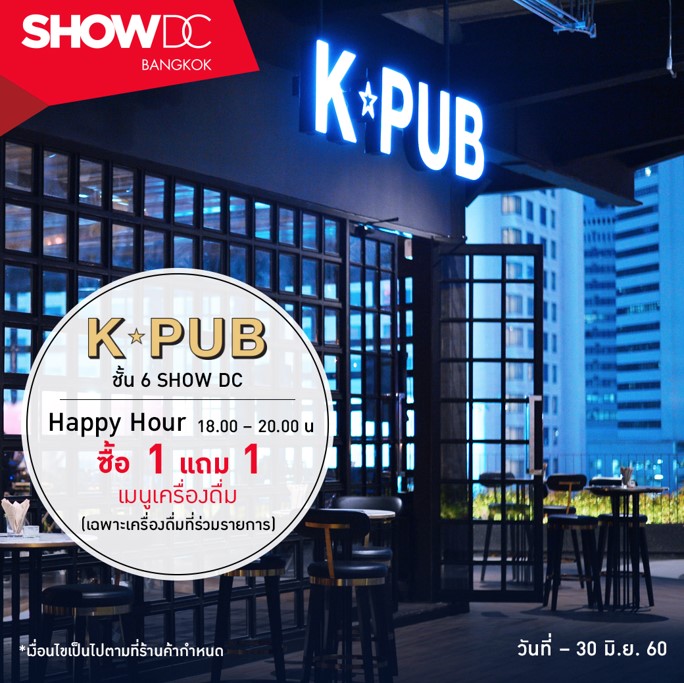 SHOWDC
BANGKOK
K☆PUB
K☆PUB
ชั้น 6 SHOW DC
Happy Hour 18.00 – 20.00 น
ซื้อ 1 แถม 1
เมนูเครื่องดื่ม
(เฉพาะเครื่องดื่มที่ร่วมรายการ)
*เงื่อนไขเป็นไปตามที่ร้านค้ากำหนด
วันที่ – 30 มิ.ย. 60